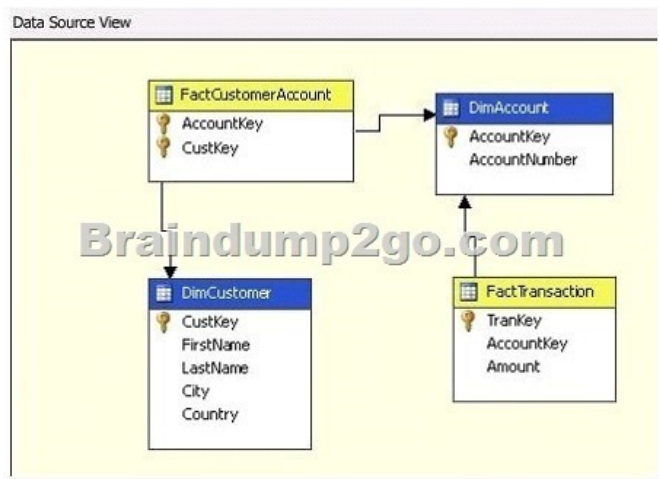 Data Source View
FactCustomerAccount
AccountKey
CustKey
DimAccount
AccountKey
AccountNumber
Braindump2go.com
DimCustomer
CustKey
FirstName
LastName
City
Country
FactTransaction
TranKey
AccountKey
Amount